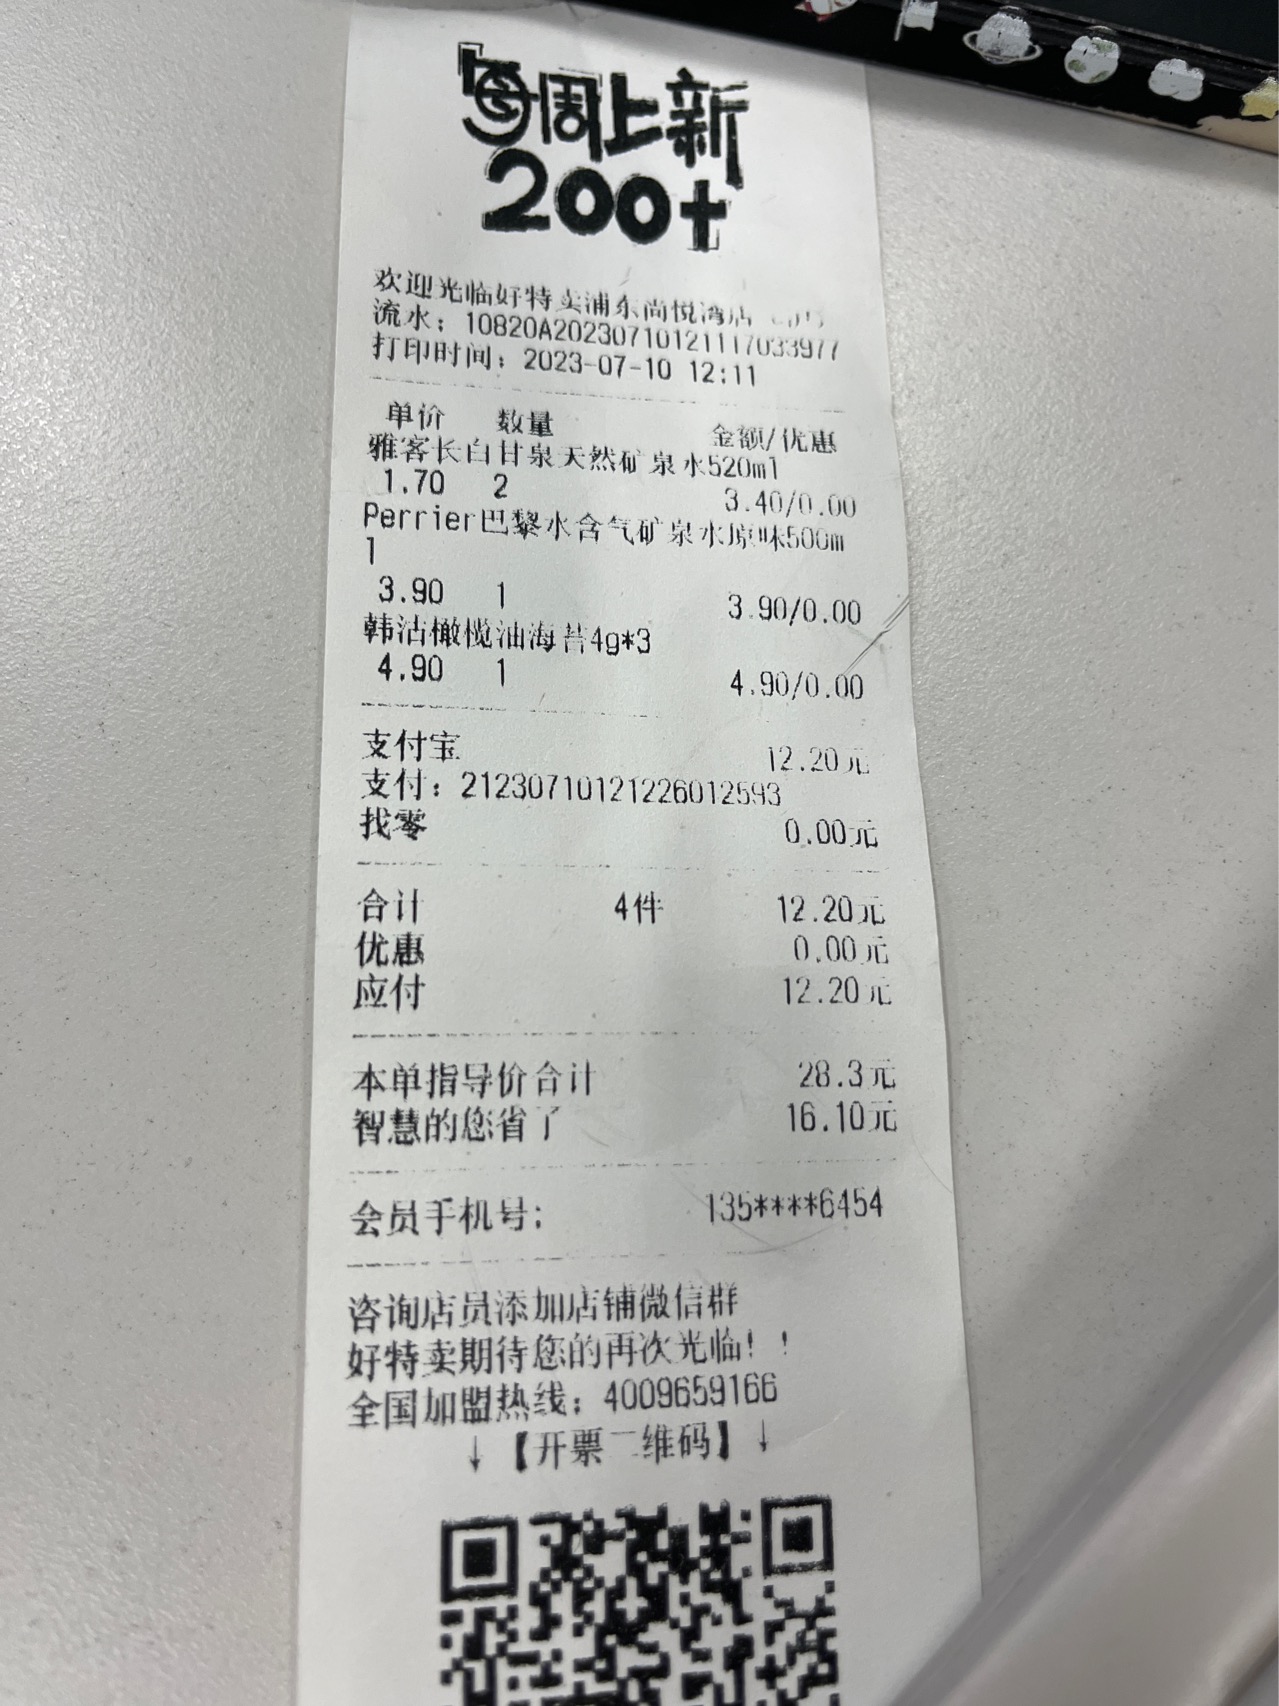 「每周上新
200+
欢迎光临好特卖浦东尚悦湾店
流水：10820A20230710121117033977
打印时间：2023-07-10 12:11
单价 数量 金额/优惠
雅客长白甘泉天然矿泉水520ml
1.70 2 3.40/0.00
Perrier巴黎水含气矿泉水原味500m
l
3.90 1 3.90/0.00
韩沽橄榄油海苔4g*3
4.90 1 4.90/0.00
支付宝 12.20元
支付：21230710121226012593
找零 0.00元
合计 4件 12.20元
优惠 0.00元
应付 12.20元
本单指导价合计 28.3元
智慧的您省了 16.10元
会员手机号: 135****6454
咨询店员添加店铺微信群
好特卖期待您的再次光临！！
全国加盟热线：4009659166
↓【开票二维码】↓